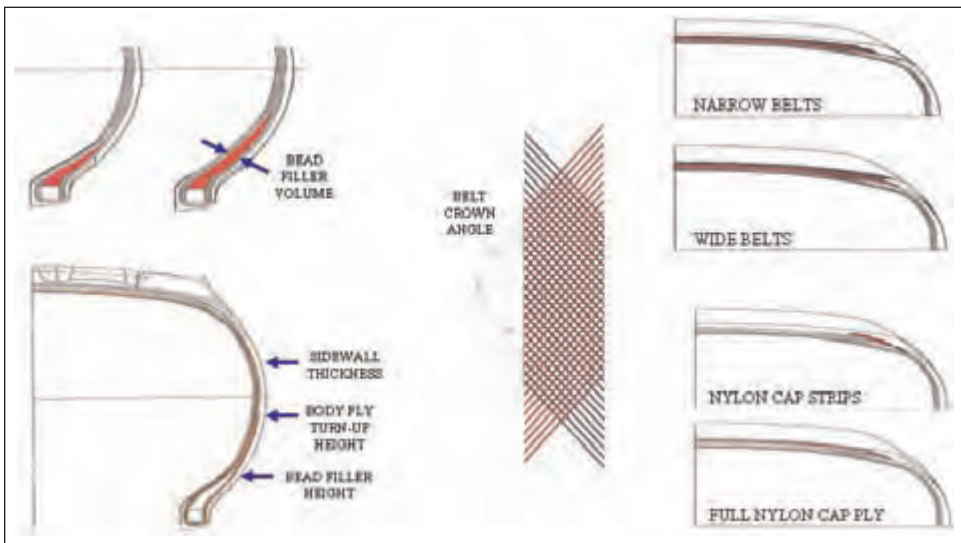 BEAD
FILLER
VOLUME
SIDEWALL
THICKNESS
BODY PLY
TURN-UP
HEIGHT
BEAD FILLER
HEIGHT
BELT
CROWN
ANGLE
NARROW BELTS
WIDE BELTS
NYLON CAP STRIPS
FULL NYLON CAP PLY